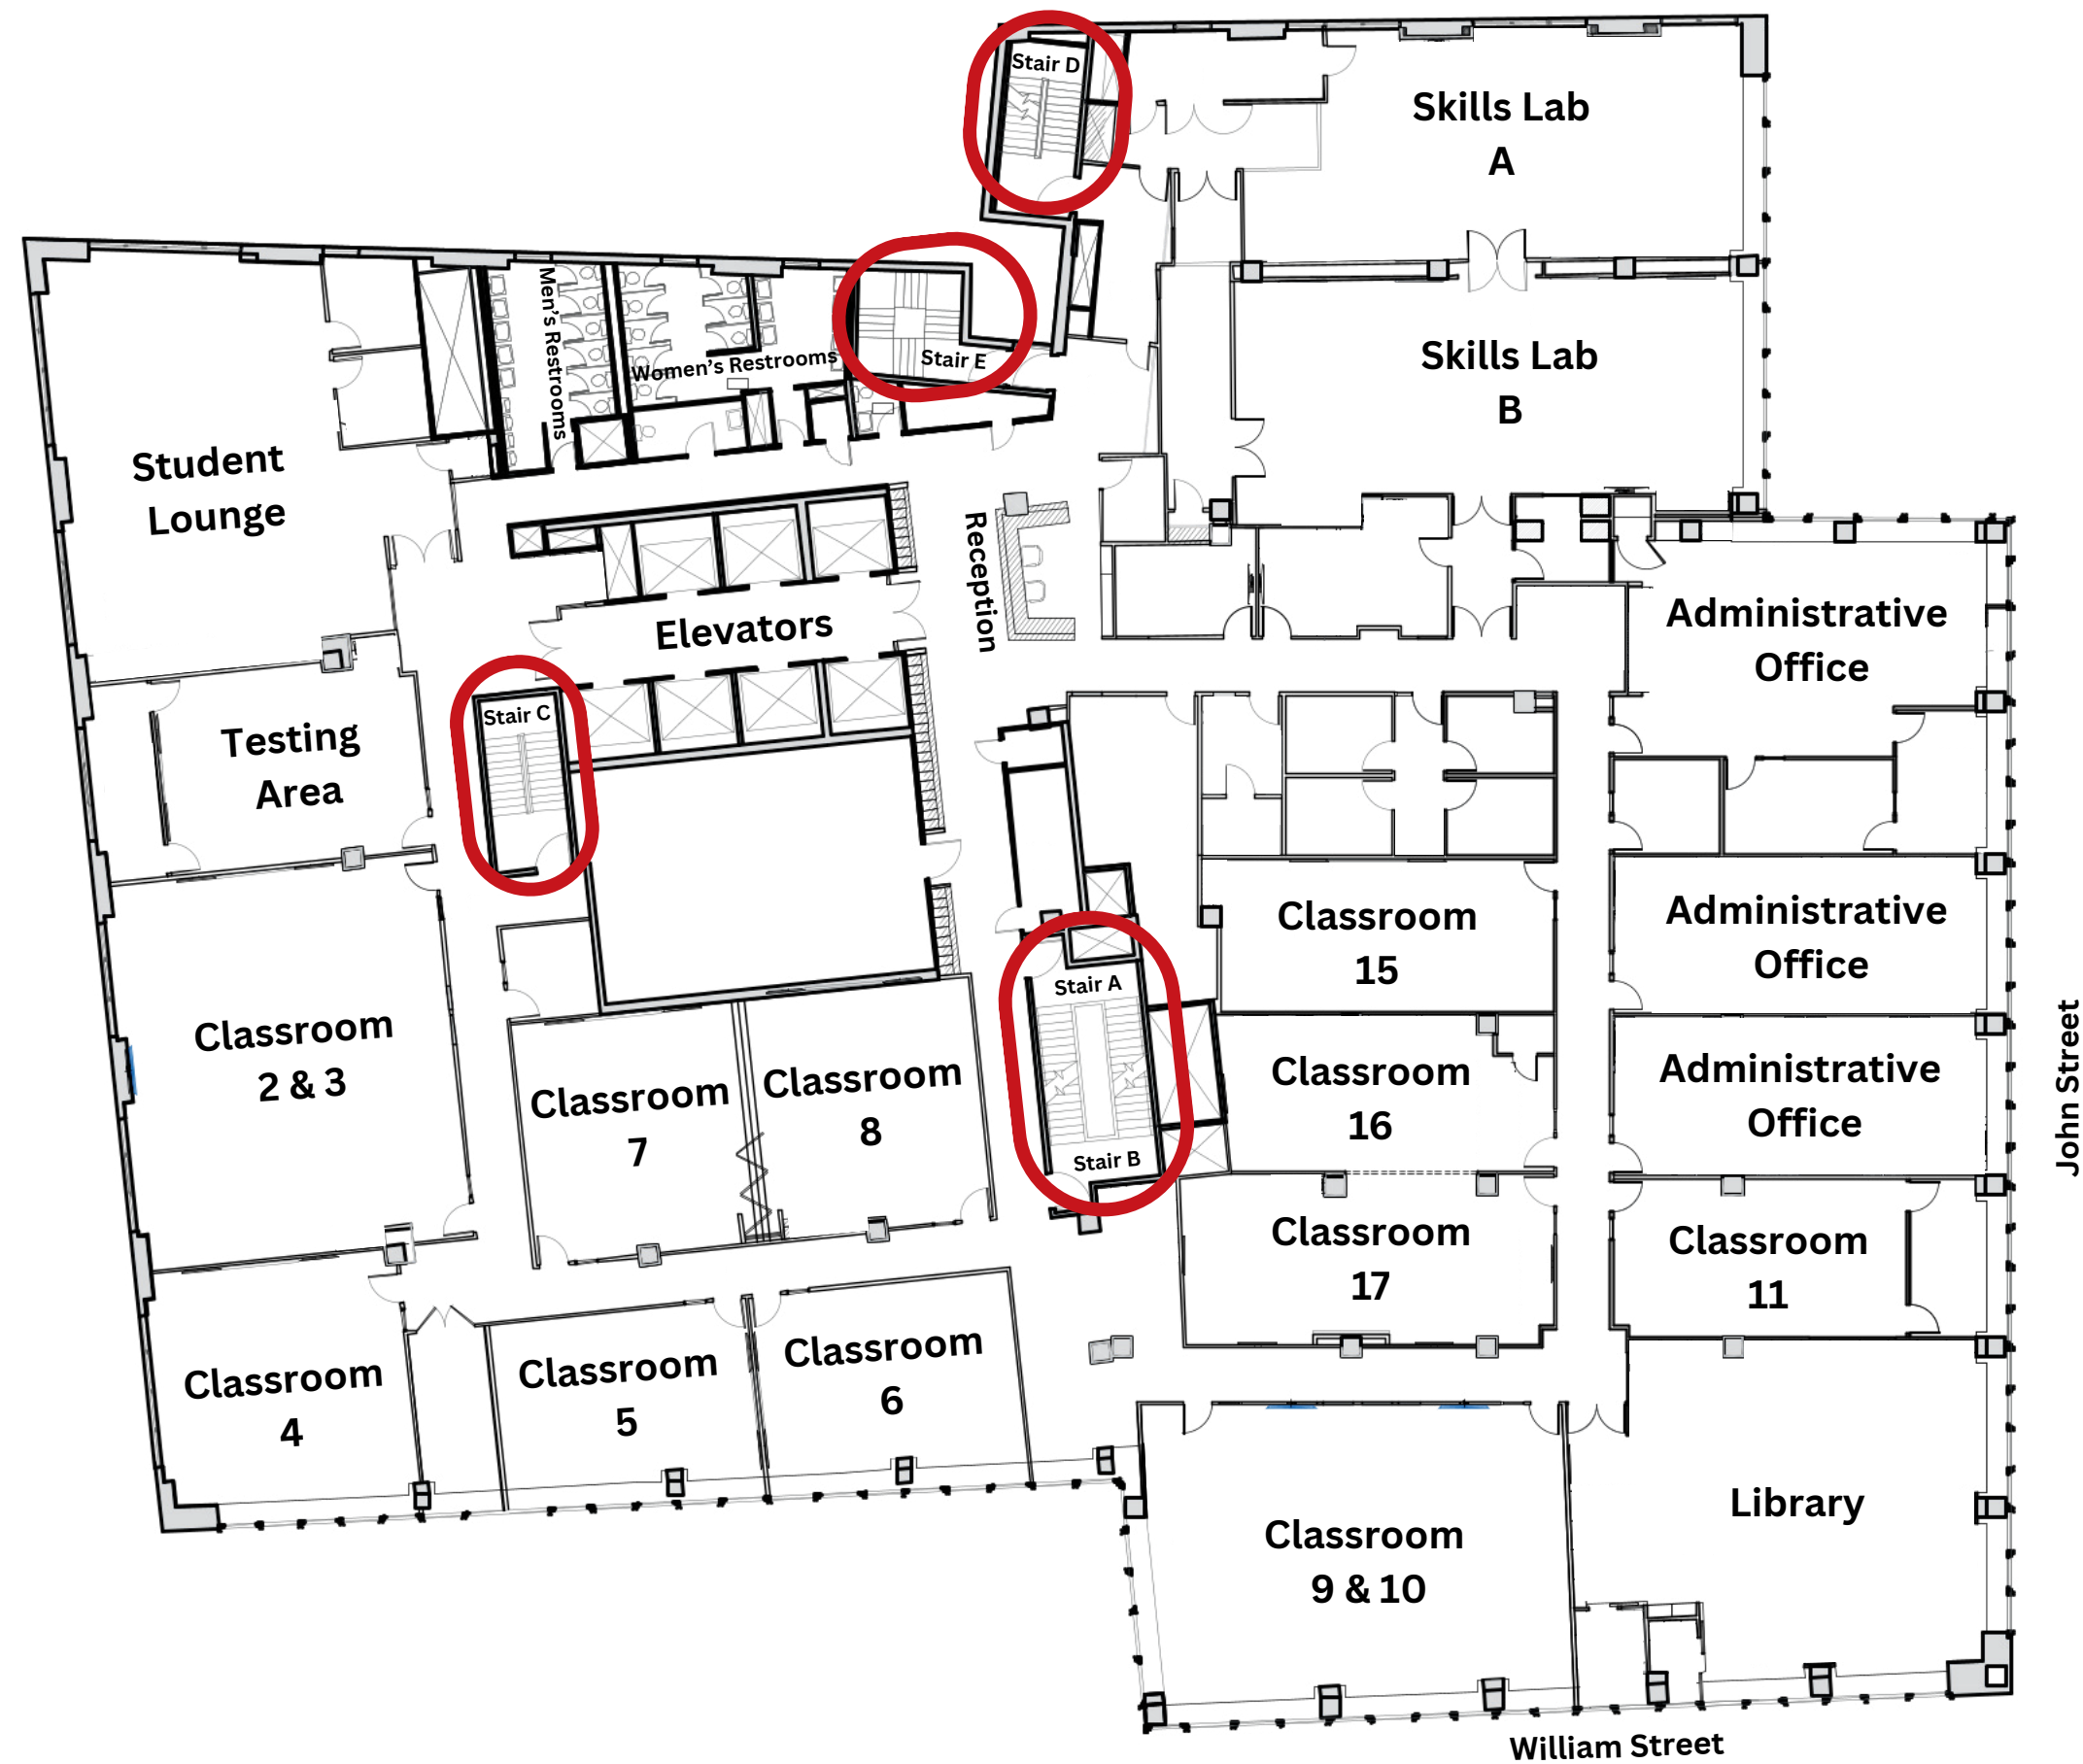 Stair D
Skills Lab
A
Men's Restrooms
Women's Restrooms
Stair E
Skills Lab
B
Student
Lounge
Reception
Elevators
Administrative
Office
Stair C
Testing
Area
Classroom
15
Administrative
Office
Stair A
Classroom
2 & 3
Classroom
7
Classroom
8
Classroom
16
Administrative
Office
John Street
Stair B
Classroom
17
Classroom
11
Classroom
4
Classroom
5
Classroom
6
Classroom
9 & 10
Library
William Street